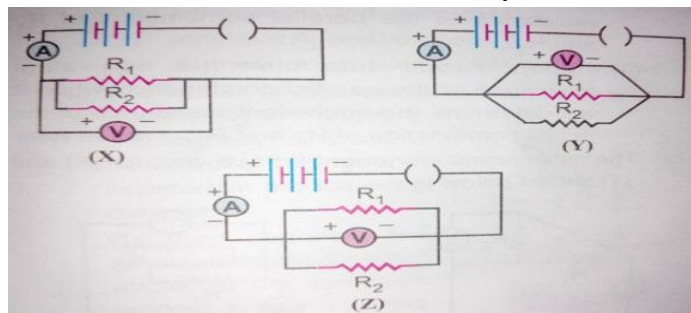 + − ( ) + − ( )
+ A − + A −
R₁ + V −
R₂ R₁
+ V − R₂
(X) (Y)
+ − ( )
+ A − R₁
+ V −
R₂
(Z)